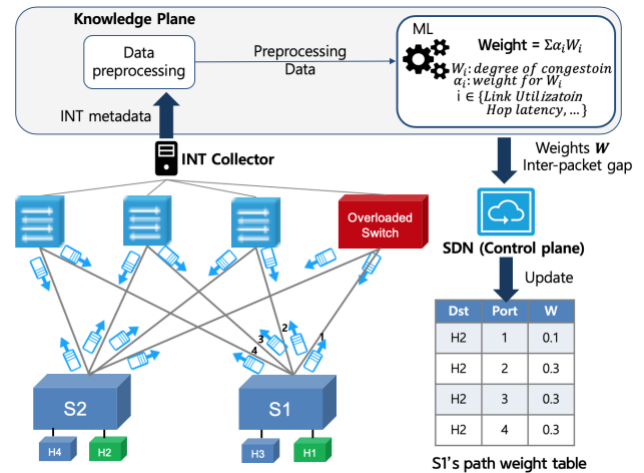 Knowledge Plane
Data
preprocessing
Preprocessing
Data
ML
Weight = ΣαᵢWᵢ
Wᵢ: degree of congestoin
αᵢ: weight for Wᵢ
i ∈ {Link Utilizatoin
Hop latency, ...}
INT metadata
INT Collector
Weights W
Inter-packet gap
Overloaded
Switch
SDN (Control plane)
Update
Dst Port W
H2 1 0.1
H2 2 0.3
H2 3 0.3
H2 4 0.3
S1's path weight table
1
2
3
4
S2
S1
H4
H2
H3
H1